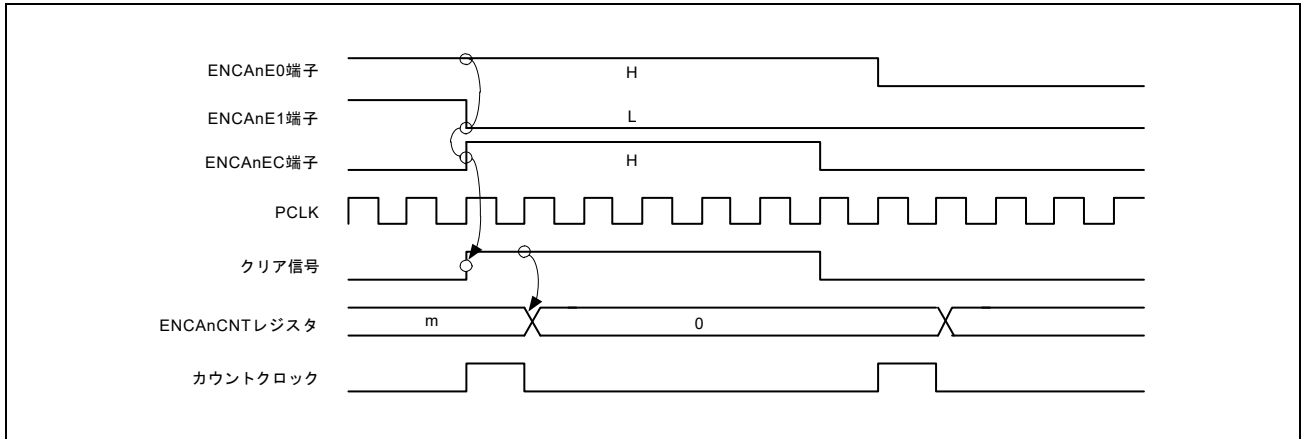 ENCAnE0端子
H
ENCAnE1端子
L
ENCAnEC端子
H
PCLK
クリア信号
ENCAnCNTレジスタ
m
0
カウントクロック